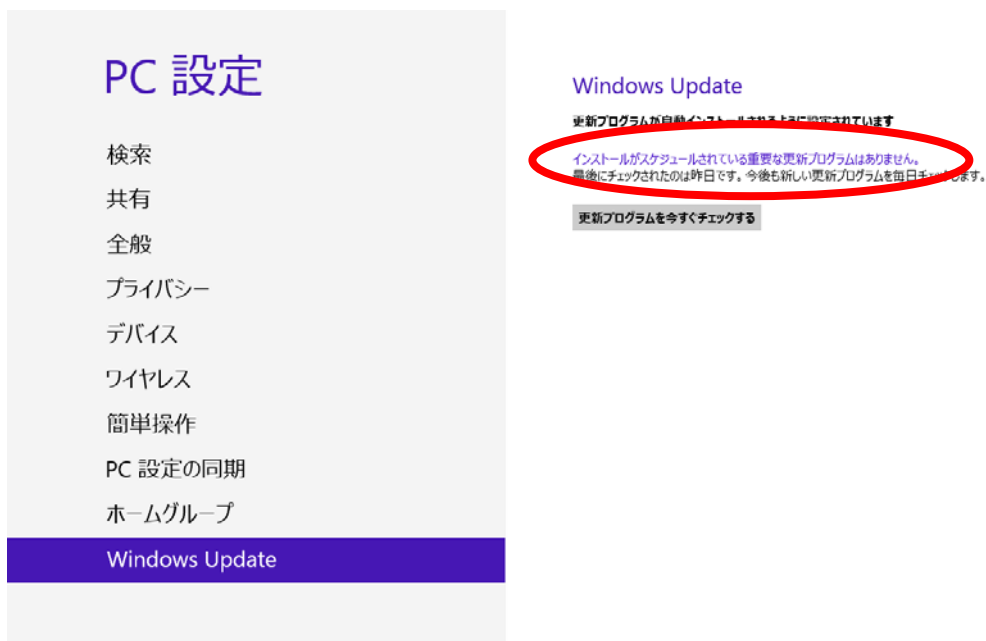 PC 設定
検索
共有
全般
プライバシー
デバイス
ワイヤレス
簡単操作
PC 設定の同期
ホームグループ
Windows Update
Windows Update
更新プログラムが自動インストールされるように設定されています
インストールがスケジュールされている重要な更新プログラムはありません。
最後にチェックされたのは昨日です。今後も新しい更新プログラムを毎日チェックします。
更新プログラムを今すぐチェックする